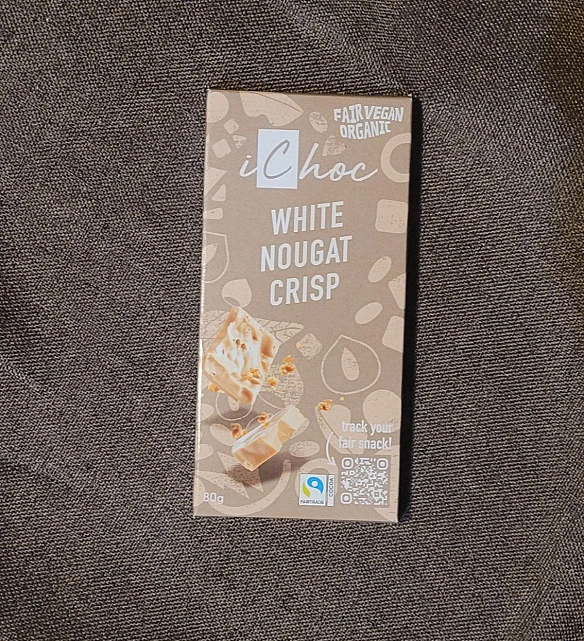 FAIR VEGAN
ORGANIC
iChoc
WHITE
NOUGAT
CRISP
track your
fair snack!
80g
FAIRTRADE
COCOA